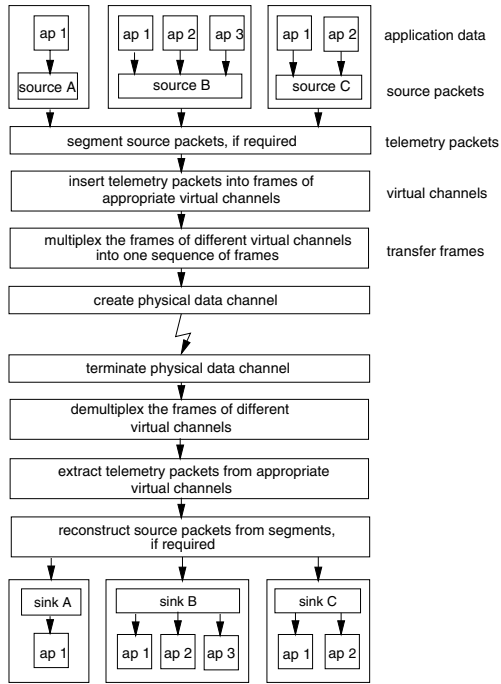 ap 1
ap 1
ap 2
ap 3
ap 1
ap 2
application data
source A
source B
source C
source packets
segment source packets, if required
telemetry packets
insert telemetry packets into frames of
appropriate virtual channels
virtual channels
multiplex the frames of different virtual channels
into one sequence of frames
transfer frames
create physical data channel
terminate physical data channel
demultiplex the frames of different
virtual channels
extract telemetry packets from appropriate
virtual channels
reconstruct source packets from segments,
if required
sink A
sink B
sink C
ap 1
ap 1
ap 2
ap 3
ap 1
ap 2